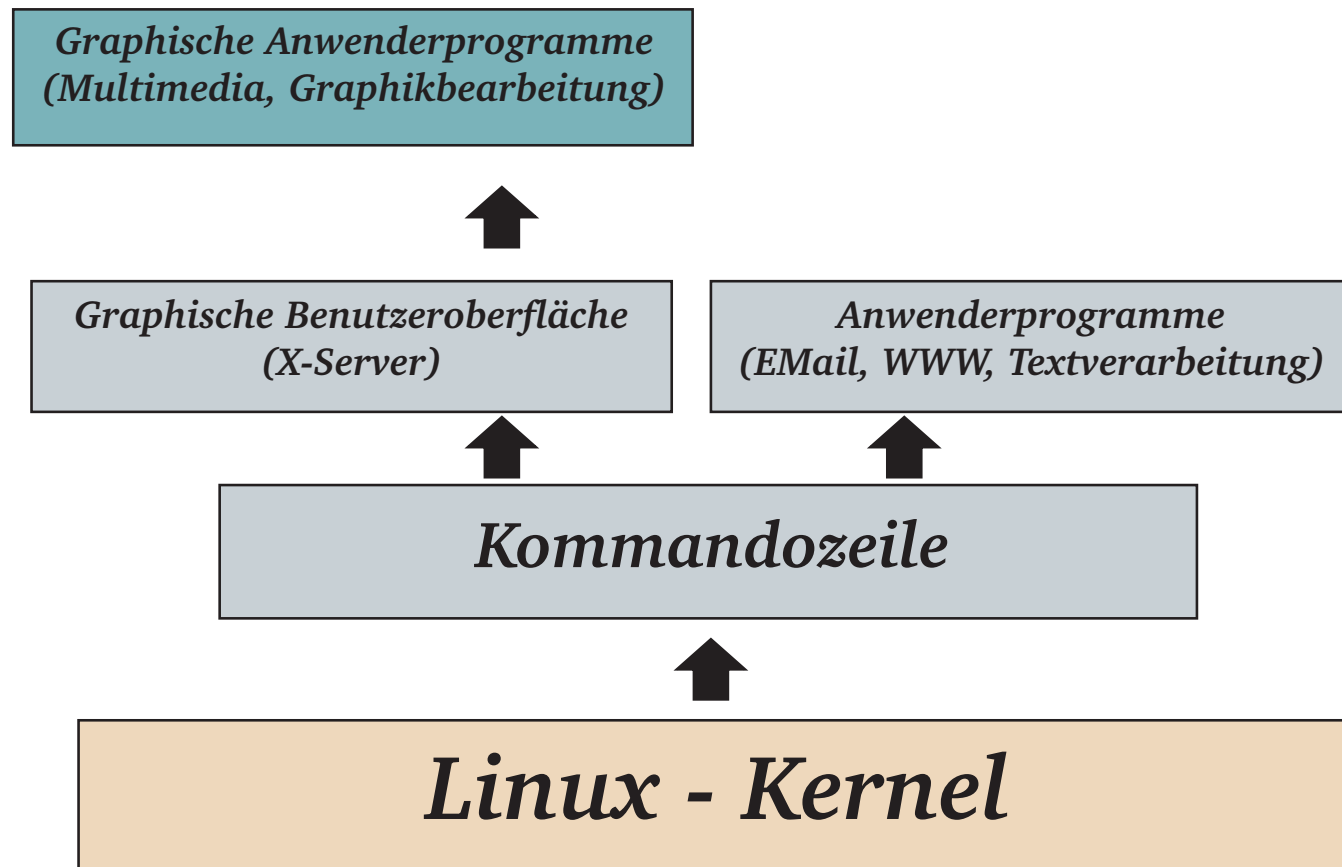 Graphische Anwenderprogramme
(Multimedia, Graphikbearbeitung)
Graphische Benutzeroberfläche
(X-Server)
Anwenderprogramme
(EMail, WWW, Textverarbeitung)
Kommandozeile
Linux - Kernel